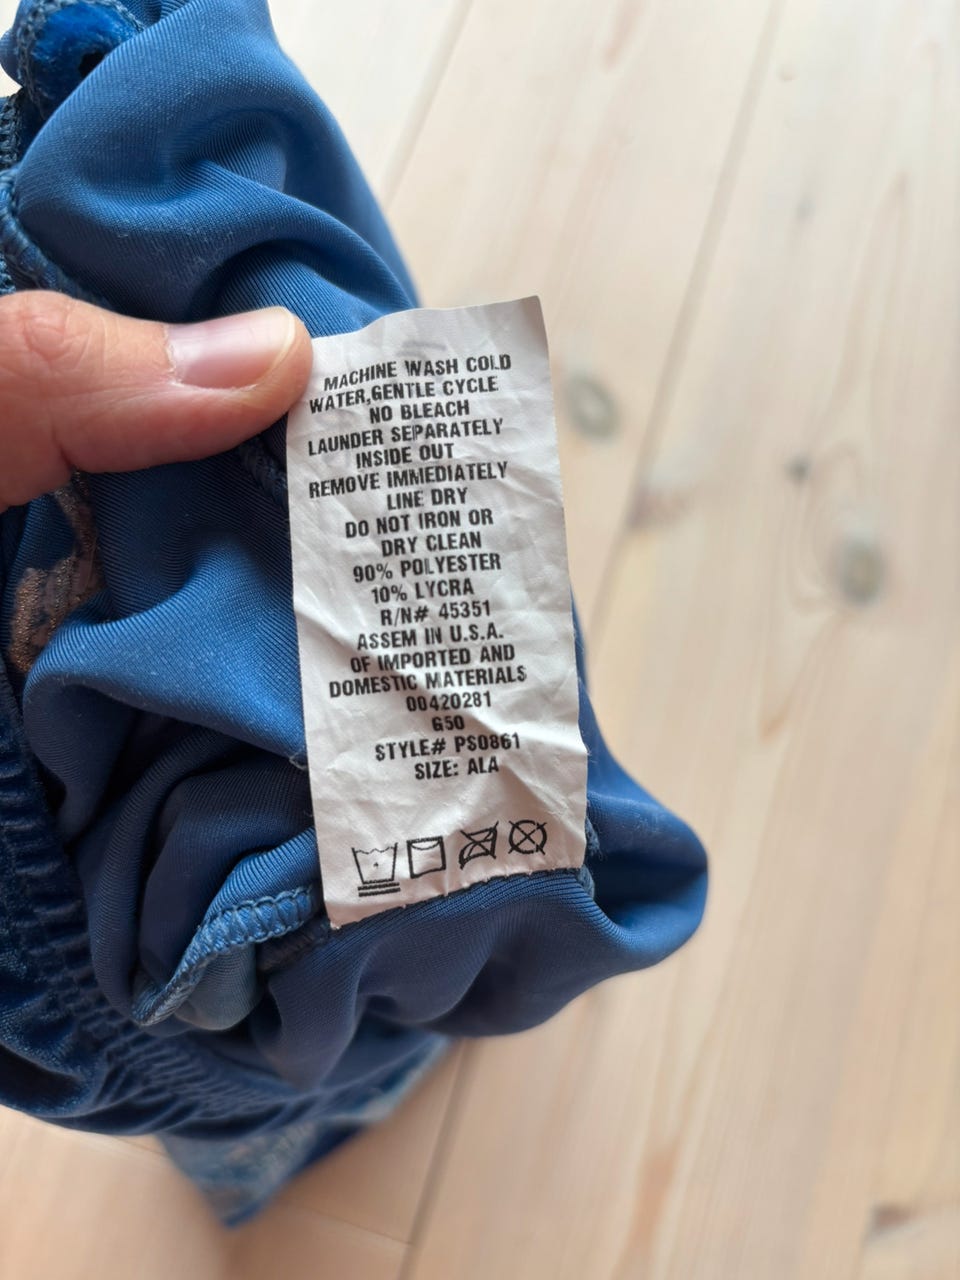 MACHINE WASH COLD
WATER,GENTLE CYCLE
NO BLEACH
LAUNDER SEPARATELY
INSIDE OUT
REMOVE IMMEDIATELY
LINE DRY
DO NOT IRON OR
DRY CLEAN
90% POLYESTER
10% LYCRA
R/N# 45351
ASSEM IN U.S.A.
OF IMPORTED AND
DOMESTIC MATERIALS
00420281
650
STYLE# PS0861
SIZE: ALA